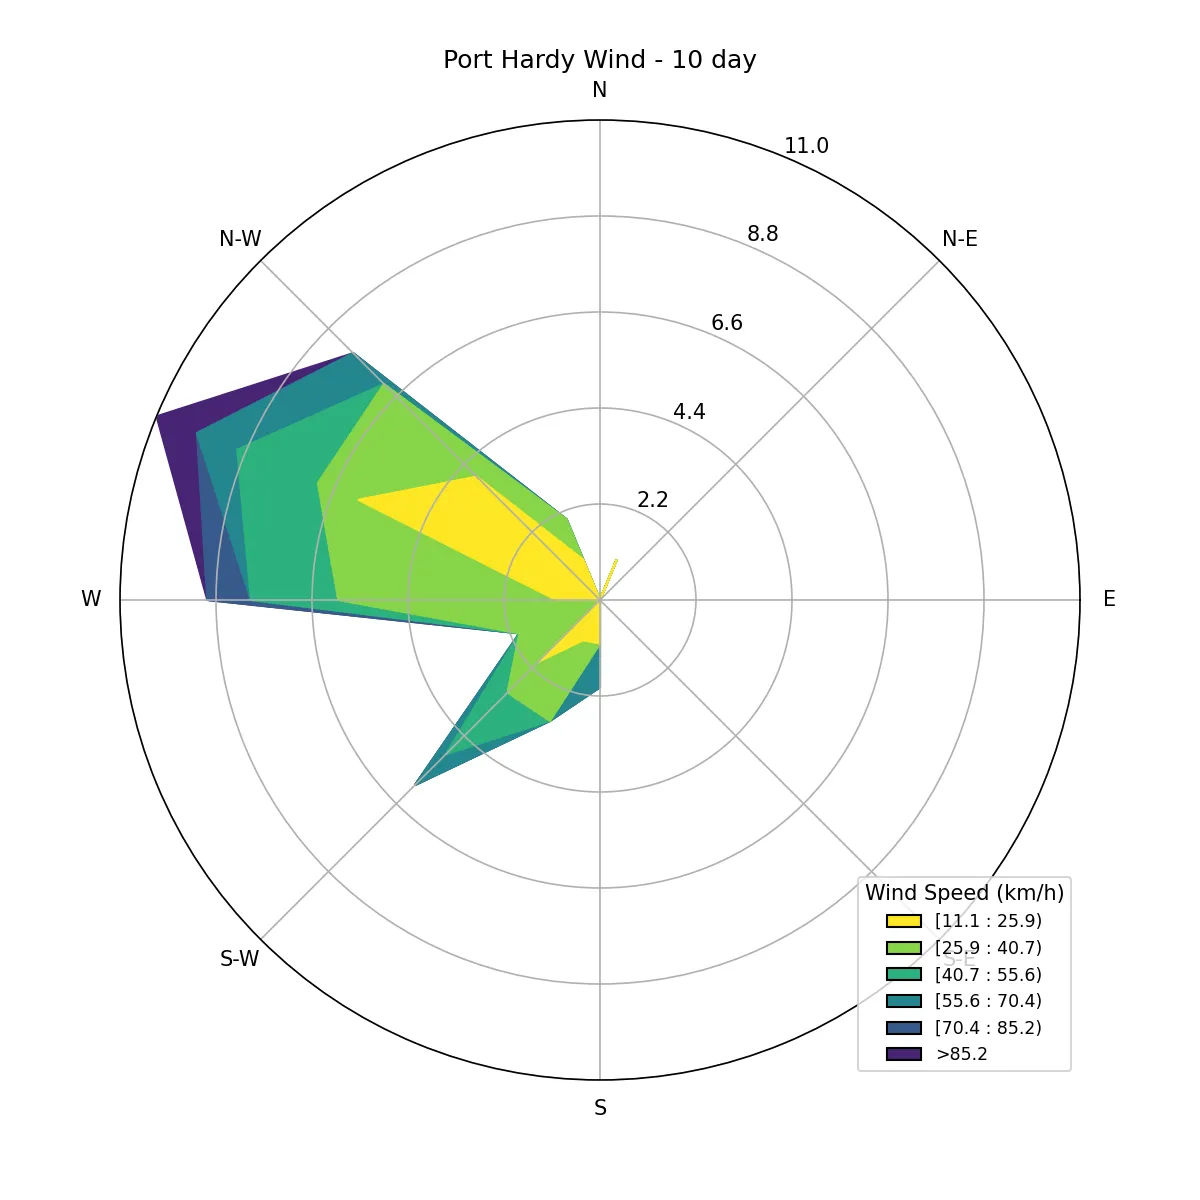 Port Hardy Wind - 10 day
N
11.0
8.8
N-W
N-E
6.6
4.4
2.2
W
E
S-W
S-E
S
Wind Speed (km/h)
[11.1 : 25.9)
[25.9 : 40.7)
[40.7 : 55.6)
[55.6 : 70.4)
[70.4 : 85.2)
>85.2